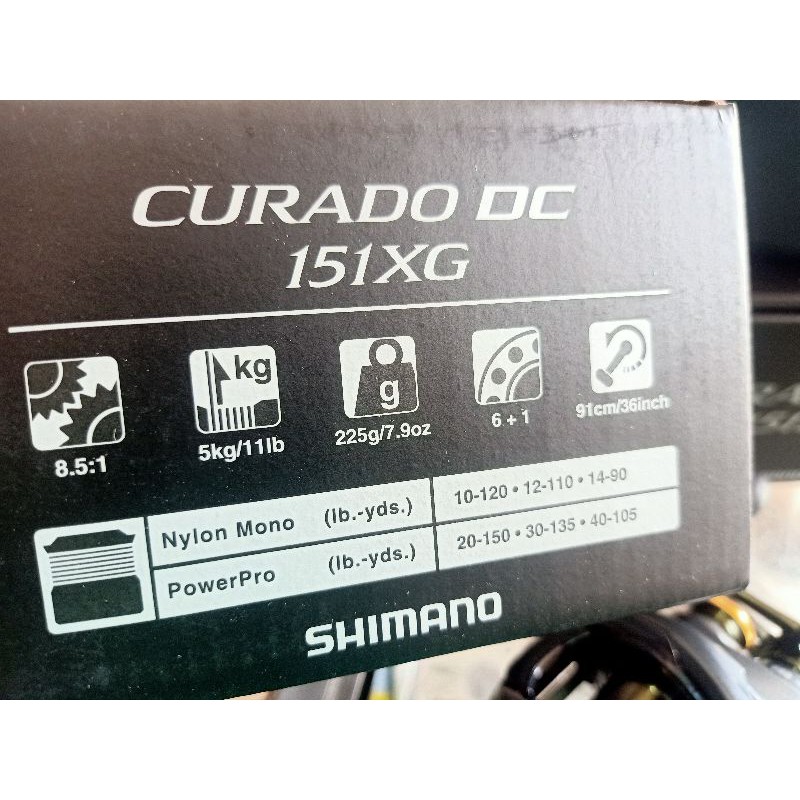 CURADO DC
151XG
kg
g
8.5:1
5kg/11lb
225g/7.9oz
6 + 1
91cm/36inch
Nylon Mono (lb.-yds.) 10-120 • 12-110 • 14-90
PowerPro (lb.-yds.) 20-150 • 30-135 • 40-105
SHIMANO